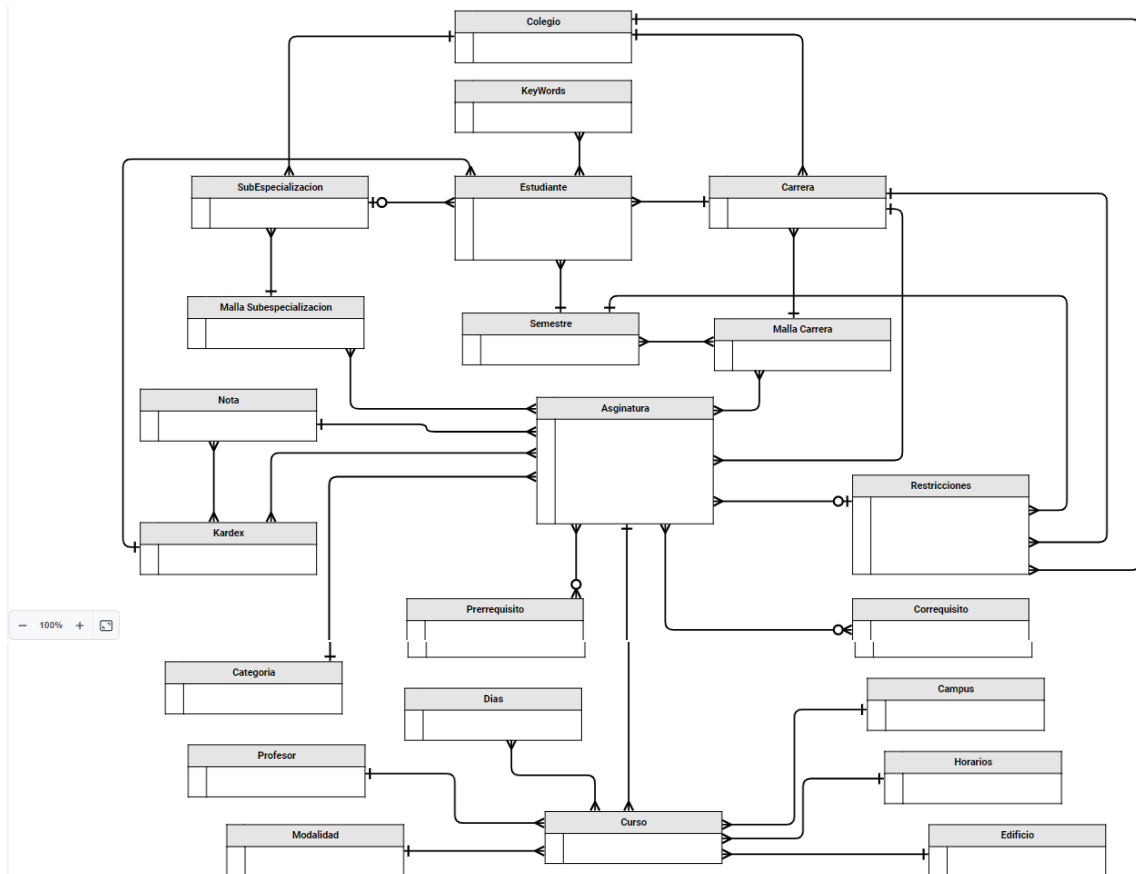 Colegio
KeyWords
SubEspecializacion
Estudiante
Carrera
Malla Subespecializacion
Semestre
Malla Carrera
Nota
Asginatura
Restricciones
Kardex
Prerrequisito
Correquisito
100%
Categoria
Dias
Campus
Profesor
Horarios
Curso
Modalidad
Edificio